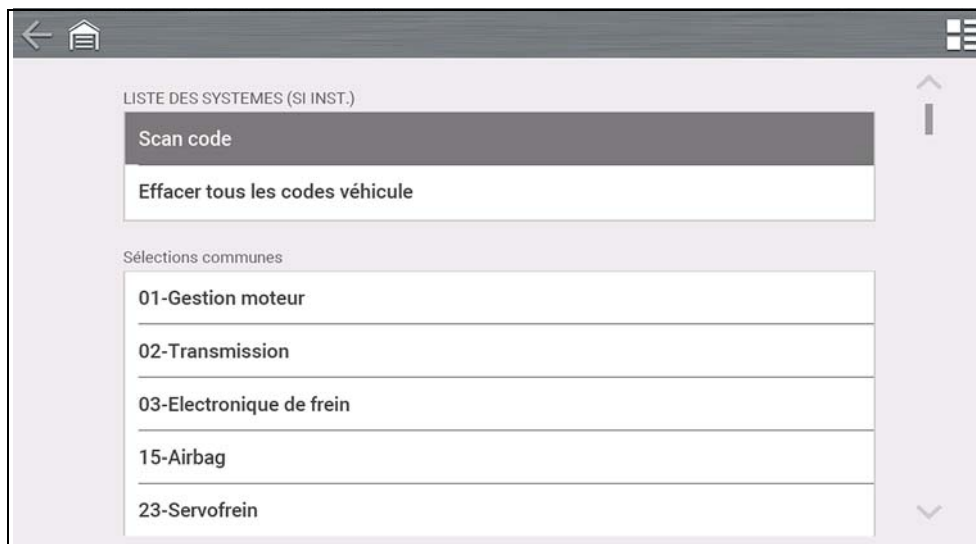 LISTE DES SYSTEMES (SI INST.)
Scan code
Effacer tous les codes véhicule
Sélections communes
01-Gestion moteur
02-Transmission
03-Electronique de frein
15-Airbag
23-Servofrein